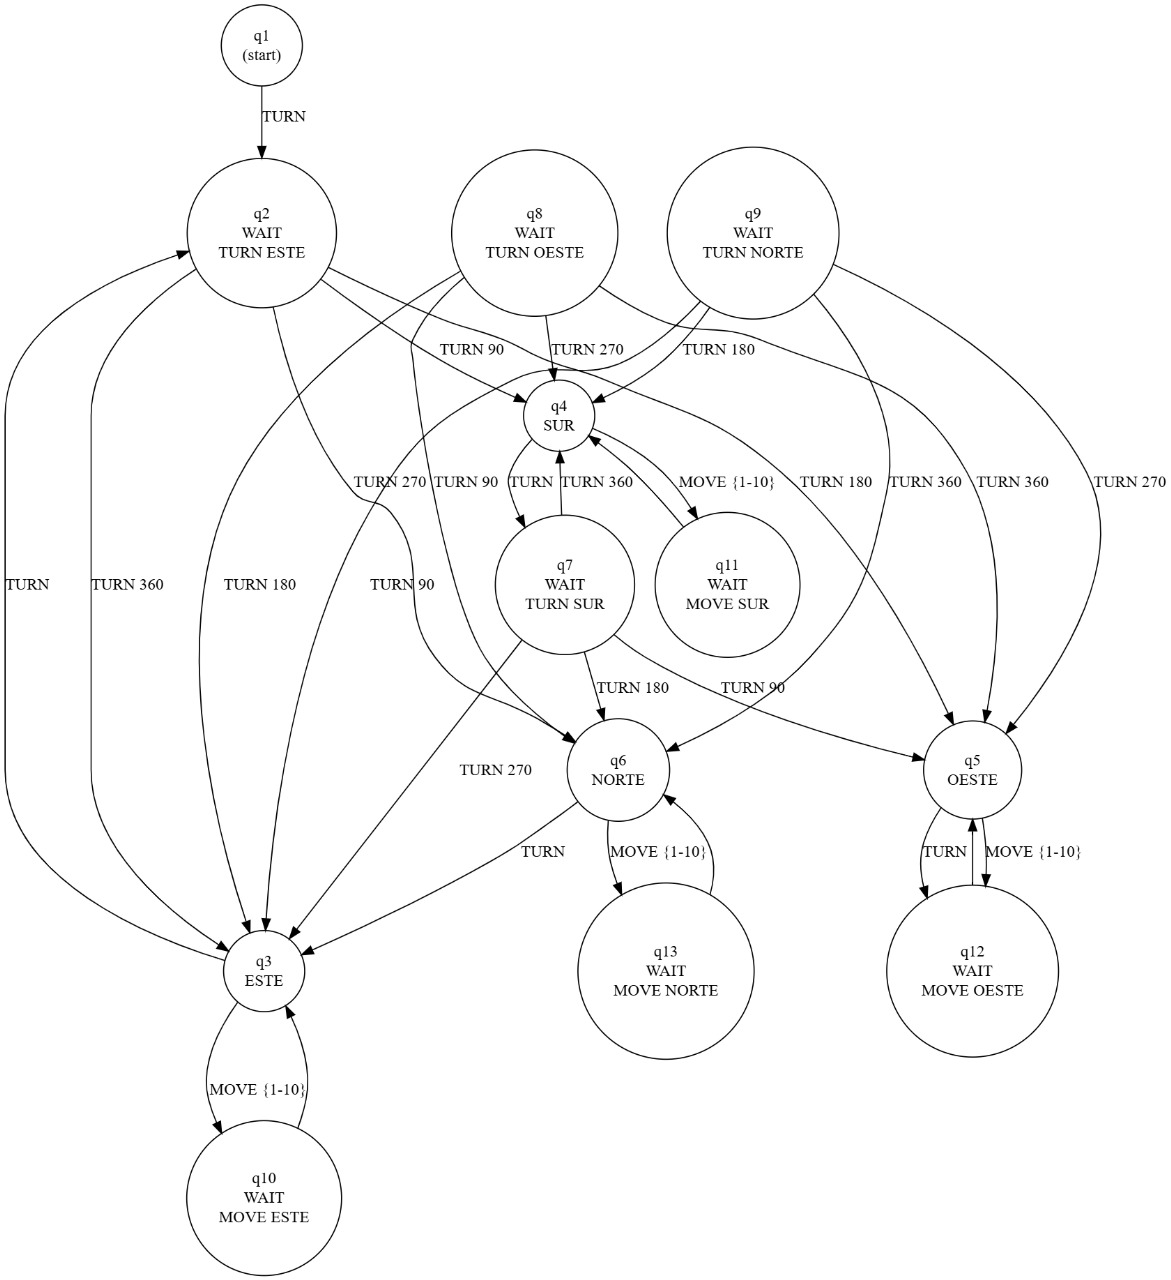 q1
(start)
TURN
q2
WAIT
TURN ESTE
q8
WAIT
TURN OESTE
q9
WAIT
TURN NORTE
TURN 90
TURN 270
TURN 180
q4
SUR
TURN 270
TURN 90
TURN
TURN 360
MOVE {1-10}
TURN 180
TURN 360
TURN 360
TURN 270
TURN
TURN 360
TURN 180
TURN 90
q7
WAIT
TURN SUR
q11
WAIT
MOVE SUR
TURN 180
TURN 90
TURN 270
q6
NORTE
q5
OESTE
TURN
MOVE {1-10}
TURN
MOVE {1-10}
q3
ESTE
q13
WAIT
MOVE NORTE
q12
WAIT
MOVE OESTE
MOVE {1-10}
q10
WAIT
MOVE ESTE